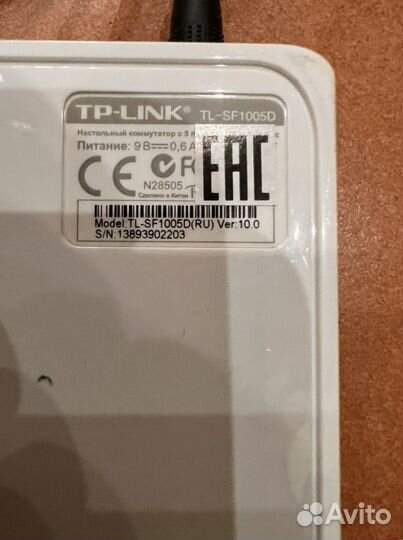 TP-LINK® TL-SF1005D
Настольный коммутатор с 5
Питание: 9 В 0,6 А
CE
EAC
N28505
Сделано в Китае
Model:TL-SF1005D(RU) Ver:10.0
S/N:13893902203
Avito